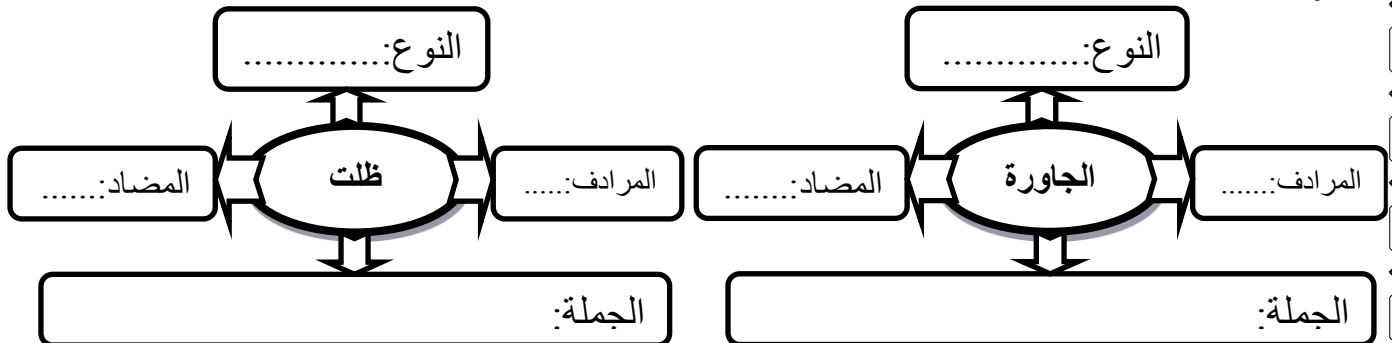 النوع:..............
النوع:..............
المرادف:......
الجاورة
المضاد:........
المرادف:.....
ظلت
المضاد:.......
الجملة:
الجملة: